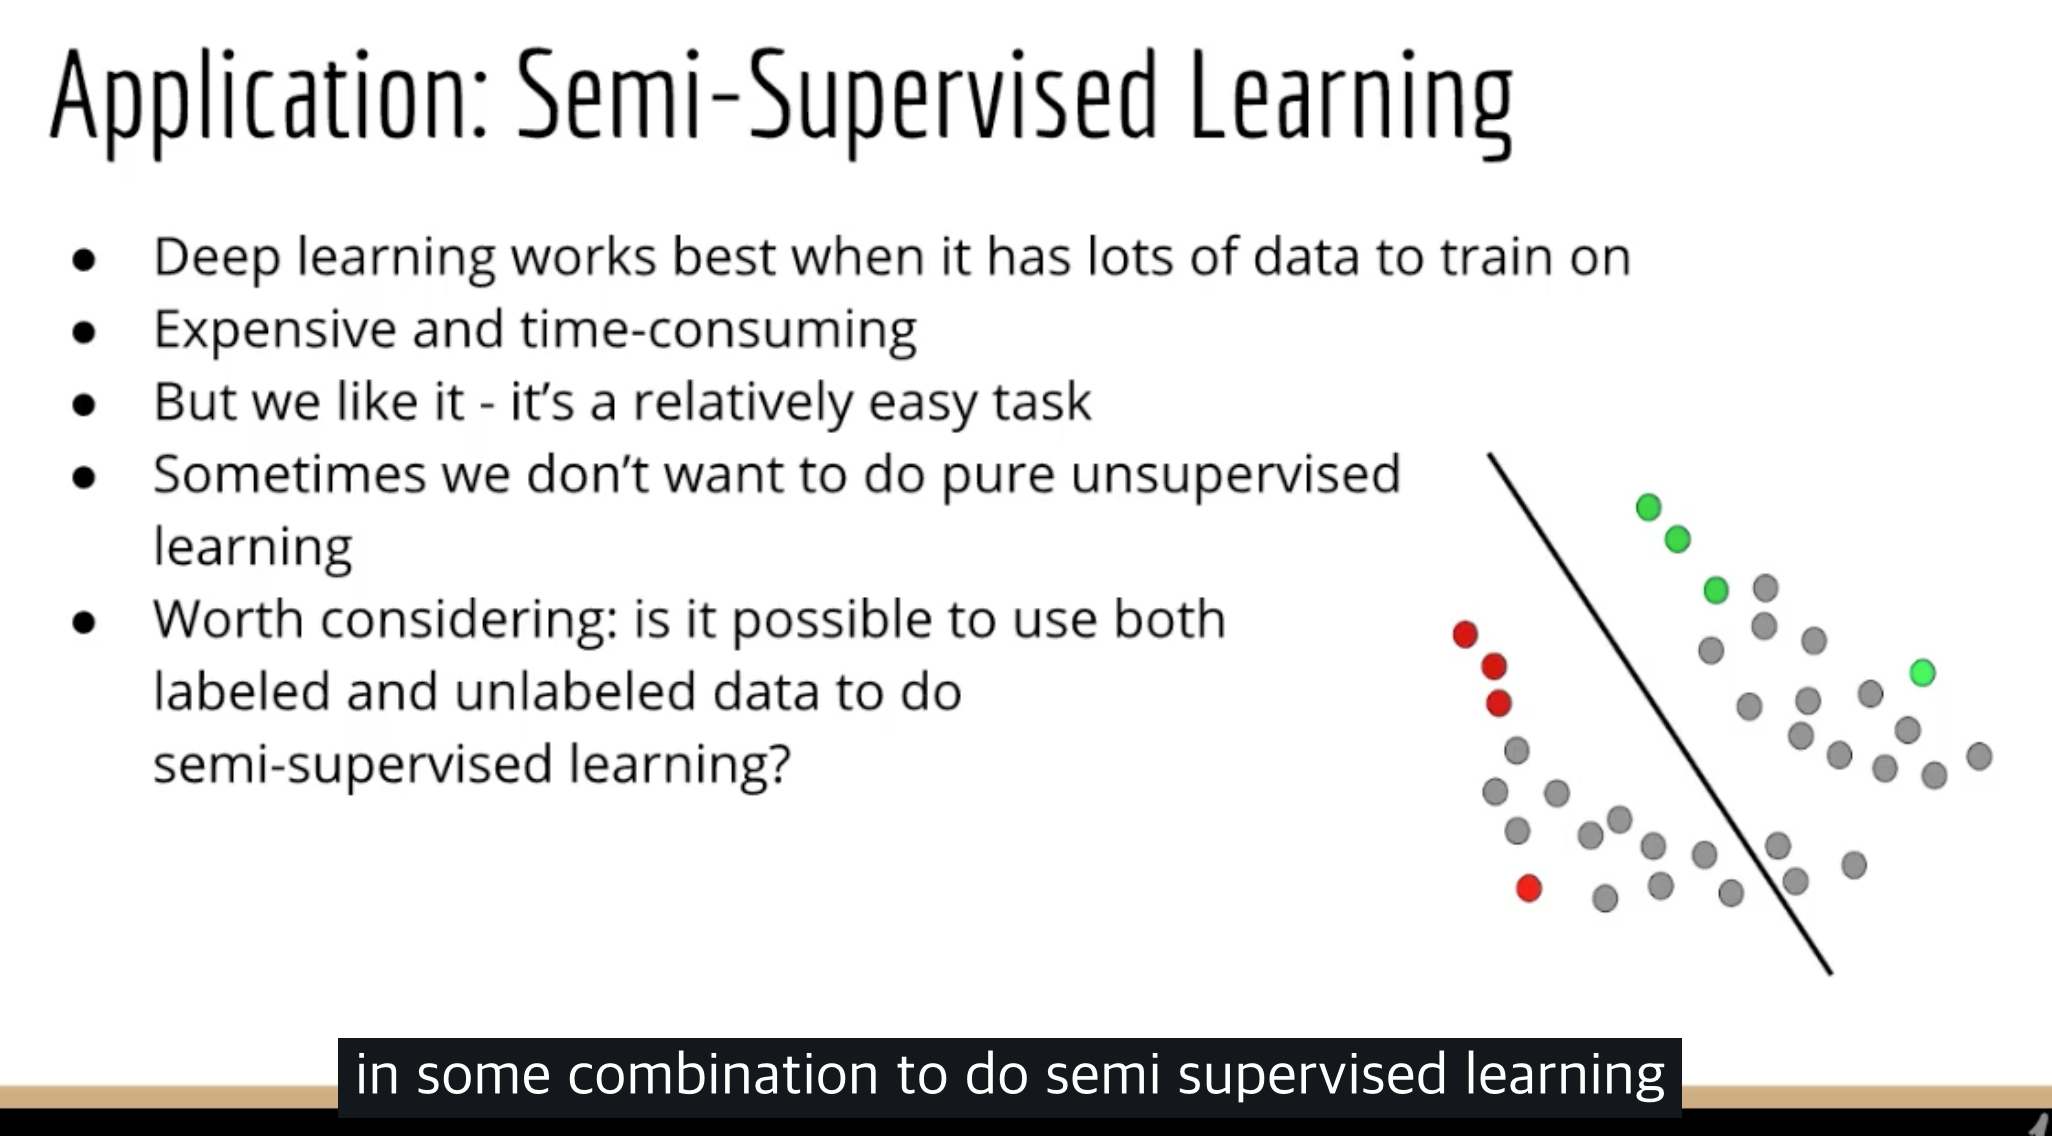 Application: Semi-Supervised Learning
● Deep learning works best when it has lots of data to train on
● Expensive and time-consuming
● But we like it - it’s a relatively easy task
● Sometimes we don’t want to do pure unsupervised
learning
● Worth considering: is it possible to use both
labeled and unlabeled data to do
semi-supervised learning?
in some combination to do semi supervised learning